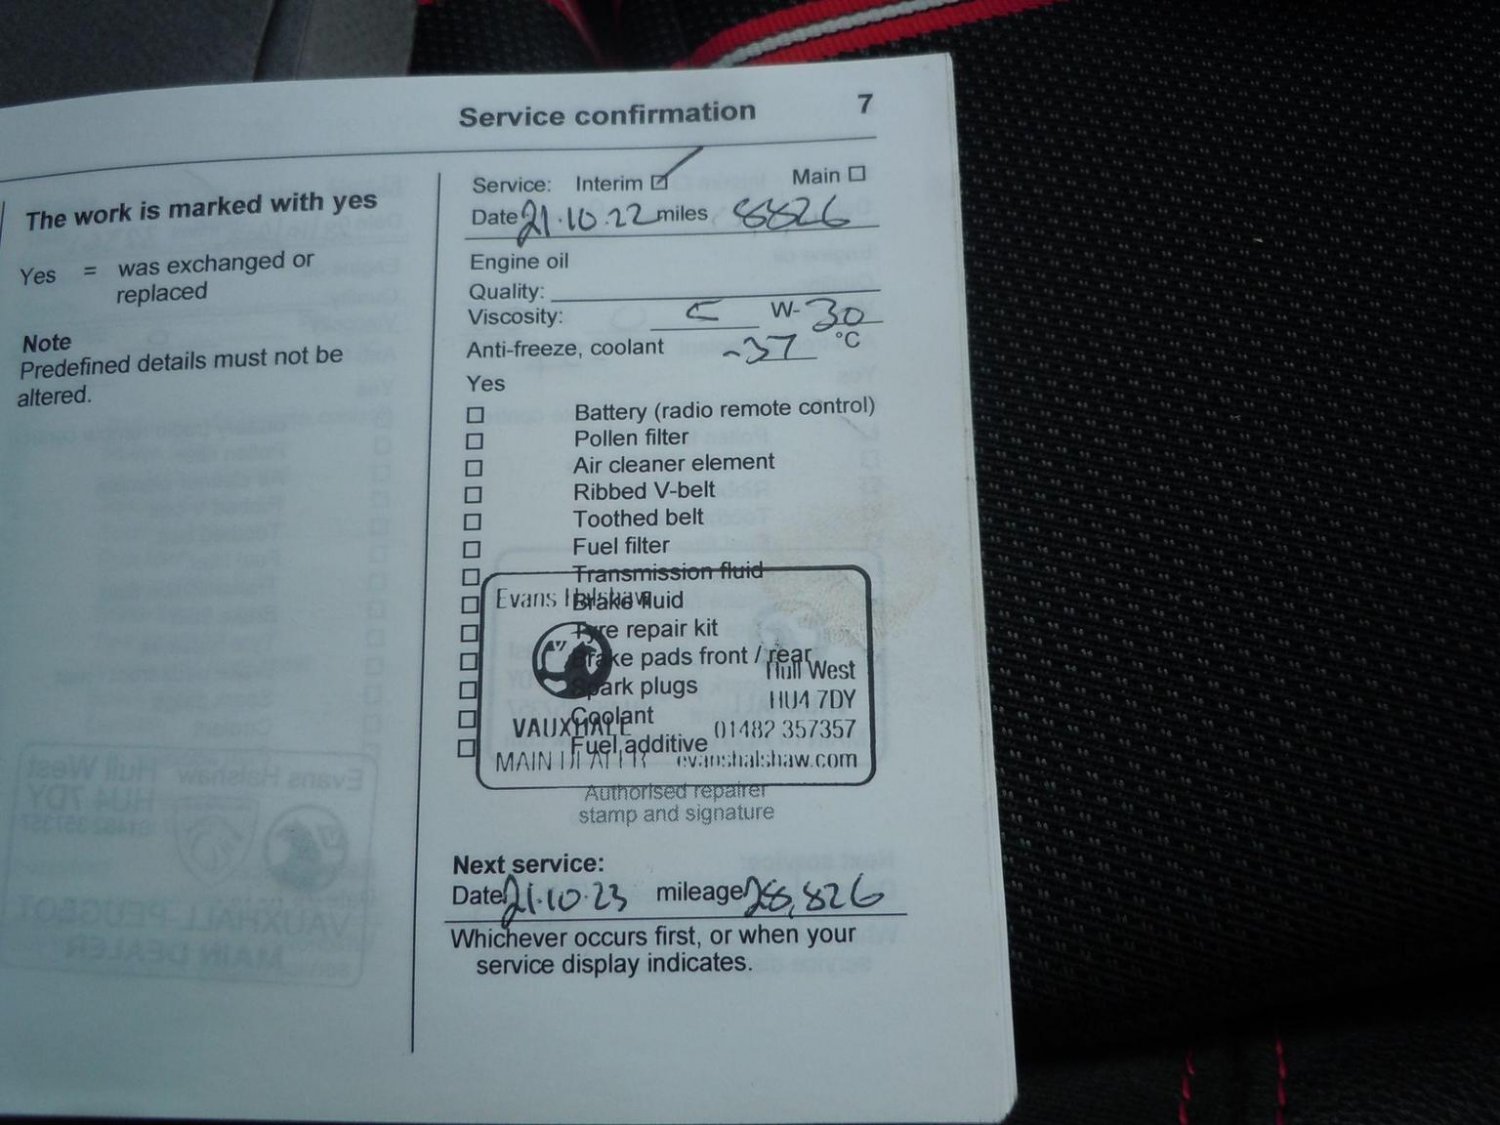 Service confirmation 7
The work is marked with yes
Yes = was exchanged or
replaced
Note
Predefined details must not be
altered.
Service: Interim ☑ Main ☐
Date 21.10.22 miles 8826
Engine oil
Quality:
Viscosity: W-30
Anti-freeze, coolant -37 °C
Yes
☐ Battery (radio remote control)
☐ Pollen filter
☐ Air cleaner element
☐ Ribbed V-belt
☐ Toothed belt
☐ Fuel filter
☐ Transmission fluid
☐ Brake fluid
☐ Tyre repair kit
☐ Brake pads front / rear
☐ Spark plugs
☐ Coolant
☐ Fuel additive
Evans Halshaw
Hull West
HU4 7DY
VAUXHALL 01482 357357
MAIN DEALER evanshalshaw.com
Authorised repairer
stamp and signature
Next service:
Date 21.10.23 mileage 28,826
Whichever occurs first, or when your
service display indicates.